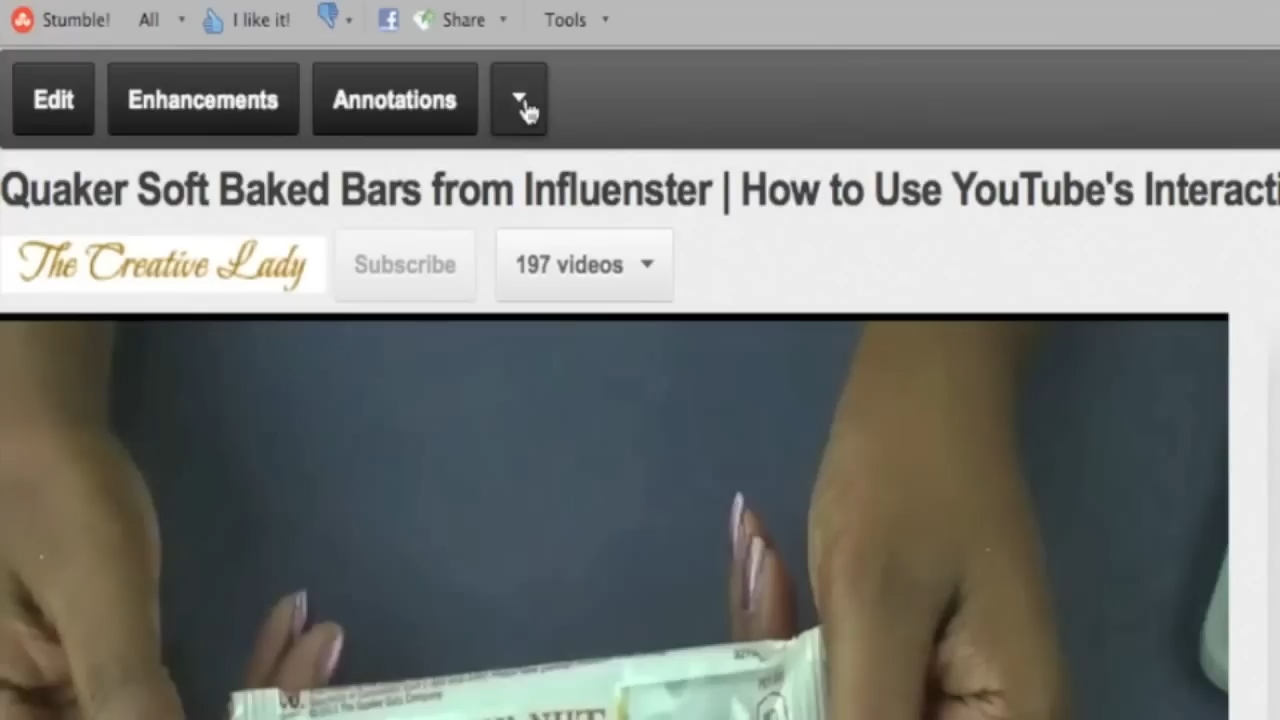 Stumble! All I like it! Share Tools
Edit Enhancements Annotations
Quaker Soft Baked Bars from Influenster | How to Use YouTube's Interacti
The Creative Lady Subscribe 197 videos